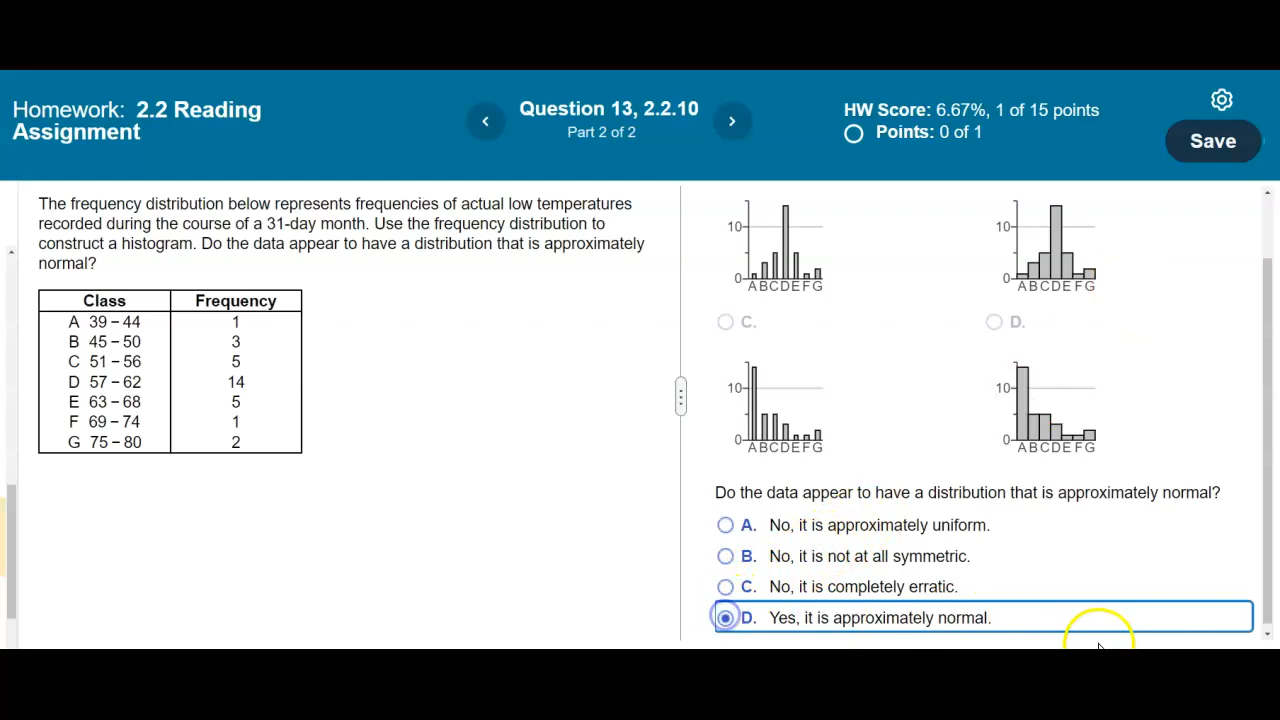 Homework: 2.2 Reading
Assignment
Question 13, 2.2.10
Part 2 of 2
HW Score: 6.67%, 1 of 15 points
Points: 0 of 1
Save
The frequency distribution below represents frequencies of actual low temperatures
recorded during the course of a 31-day month. Use the frequency distribution to
construct a histogram. Do the data appear to have a distribution that is approximately
normal?
Class Frequency
A 39 – 44 1
B 45 – 50 3
C 51 – 56 5
D 57 – 62 14
E 63 – 68 5
F 69 – 74 1
G 75 – 80 2
10
0
A B C D E F G
10
0
A B C D E F G
C.
D.
10
0
A B C D E F G
10
0
A B C D E F G
Do the data appear to have a distribution that is approximately normal?
A. No, it is approximately uniform.
B. No, it is not at all symmetric.
C. No, it is completely erratic.
D. Yes, it is approximately normal.